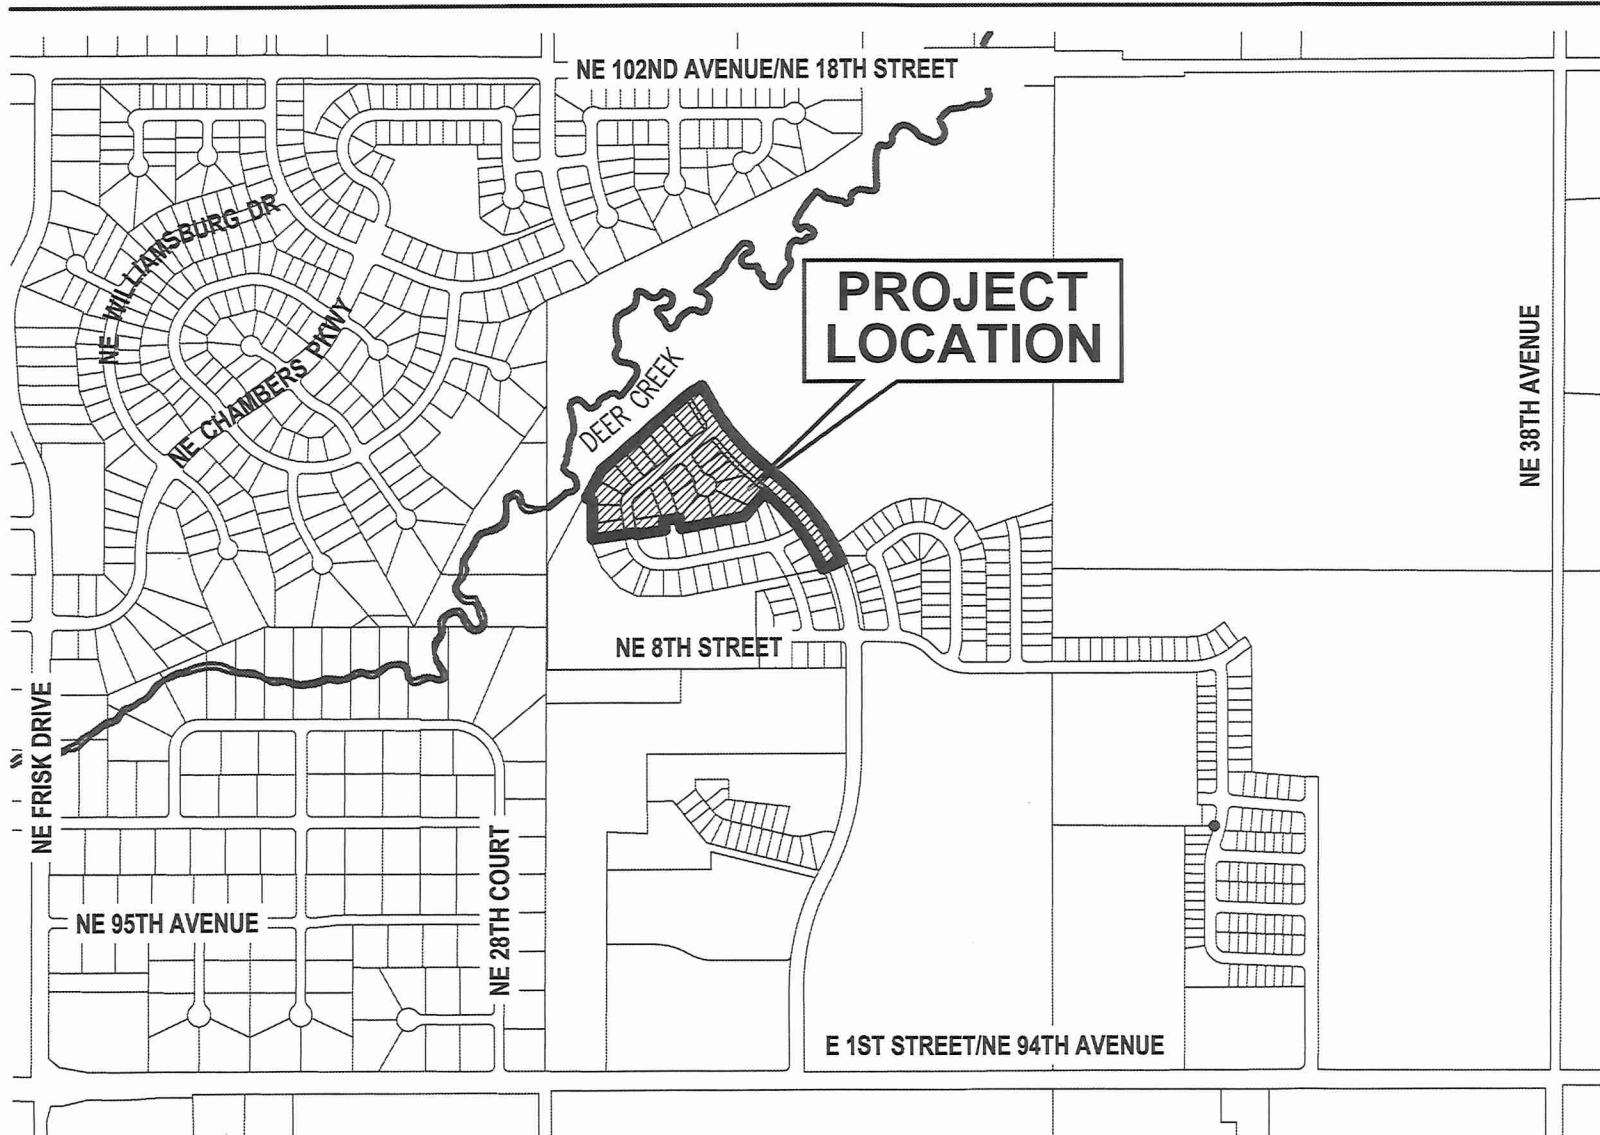 NE 102ND AVENUE/NE 18TH STREET
NE WILLIAMSBURG DR
PROJECT
LOCATION
NE CHAMBERS PKWY
DEER CREEK
NE 38TH AVENUE
NE 8TH STREET
NE FRISK DRIVE
NE 28TH COURT
NE 95TH AVENUE
E 1ST STREET/NE 94TH AVENUE